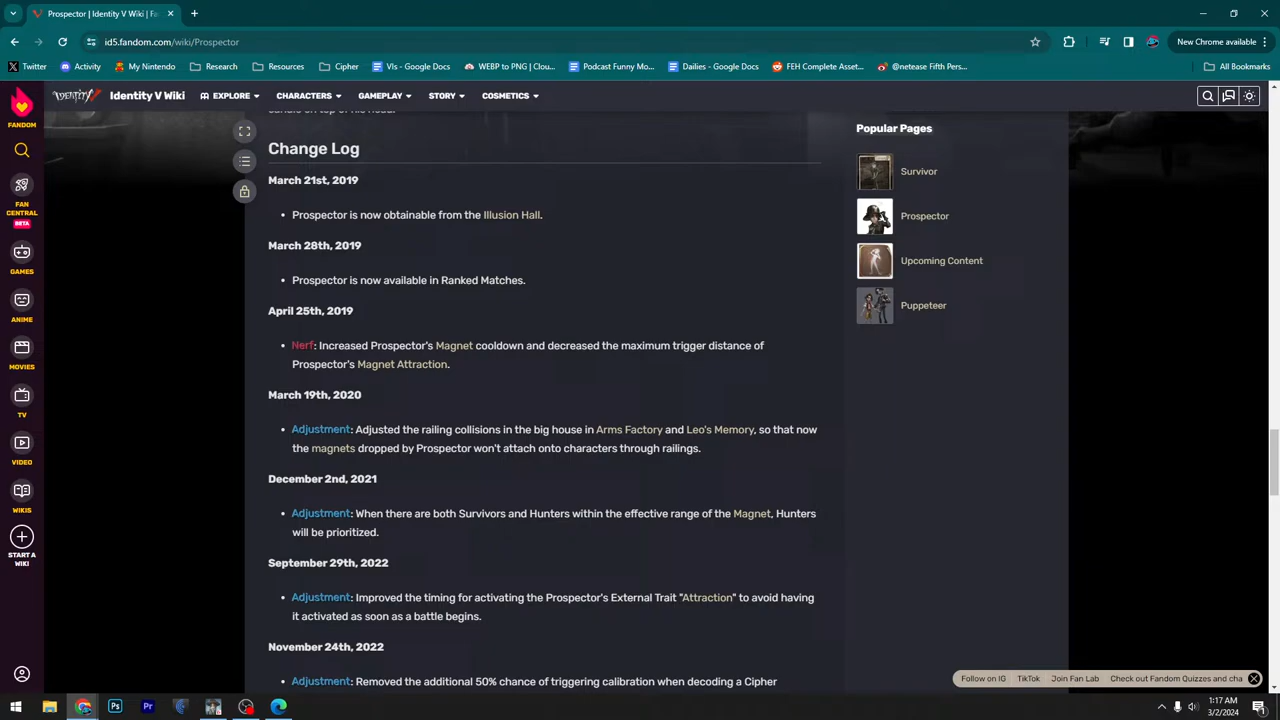 Prospector | Identity V Wiki | Fa
id5.fandom.com/wiki/Prospector
New Chrome available
Twitter
Activity
My Nintendo
Research
Resources
Cipher
VIs - Google Docs
WEBP to PNG | Clou...
Podcast Funny Mo...
Dailies - Google Docs
FEH Complete Asset...
@netease Fifth Pers...
All Bookmarks
IDENTITY V
Identity V Wiki
EXPLORE
CHARACTERS
GAMEPLAY
STORY
COSMETICS
FANDOM
FAN CENTRAL
BETA
GAMES
ANIME
MOVIES
TV
VIDEO
WIKIS
START A WIKI
candle on top of his head.
Change Log
March 21st, 2019
• Prospector is now obtainable from the Illusion Hall.
March 28th, 2019
• Prospector is now available in Ranked Matches.
April 25th, 2019
• Nerf: Increased Prospector's Magnet cooldown and decreased the maximum trigger distance of
Prospector's Magnet Attraction.
March 19th, 2020
• Adjustment: Adjusted the railing collisions in the big house in Arms Factory and Leo's Memory, so that now
the magnets dropped by Prospector won't attach onto characters through railings.
December 2nd, 2021
• Adjustment: When there are both Survivors and Hunters within the effective range of the Magnet, Hunters
will be prioritized.
September 29th, 2022
• Adjustment: Improved the timing for activating the Prospector's External Trait "Attraction" to avoid having
it activated as soon as a battle begins.
November 24th, 2022
• Adjustment: Removed the additional 50% chance of triggering calibration when decoding a Cipher
Popular Pages
Survivor
Prospector
Upcoming Content
Puppeteer
Follow on IG
TikTok
Join Fan Lab
Check out Fandom Quizzes and cha
Ps
Pr
1:17 AM
3/2/2024